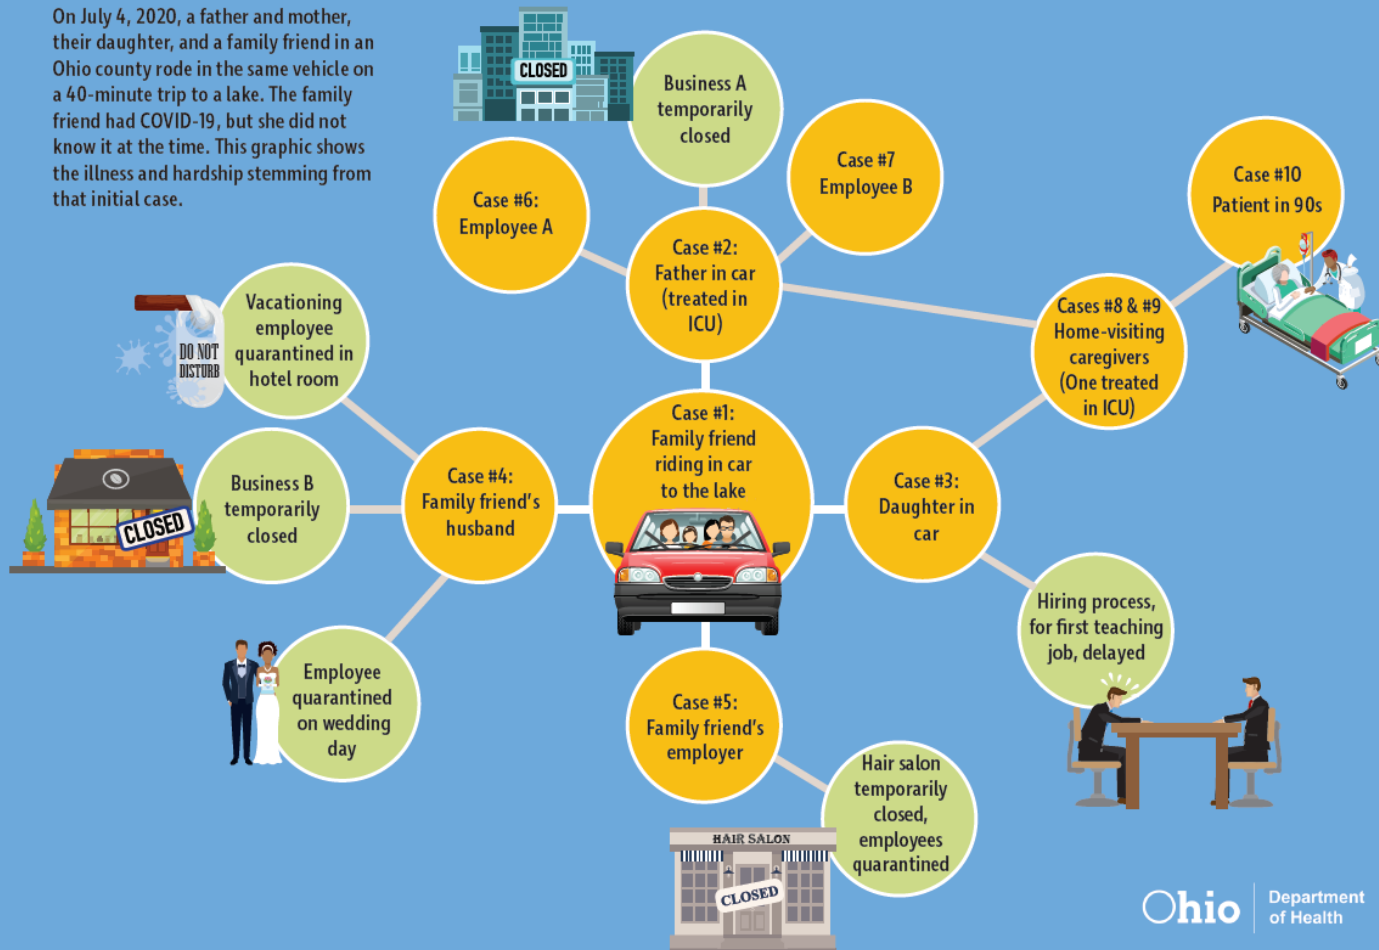 On July 4, 2020, a father and mother,
their daughter, and a family friend in an
Ohio county rode in the same vehicle on
a 40-minute trip to a lake. The family
friend had COVID-19, but she did not
know it at the time. This graphic shows
the illness and hardship stemming from
that initial case.
CLOSED
Business A
temporarily
closed
Case #6:
Employee A
Case #7
Employee B
Case #10
Patient in 90s
Case #2:
Father in car
(treated in
ICU)
Cases #8 & #9
Home-visiting
caregivers
(One treated
in ICU)
DO NOT
DISTURB
Vacationing
employee
quarantined in
hotel room
Case #1:
Family friend
riding in car
to the lake
CLOSED
Business B
temporarily
closed
Case #4:
Family friend's
husband
Case #3:
Daughter in
car
Employee
quarantined
on wedding
day
Case #5:
Family friend's
employer
Hiring process,
for first teaching
job, delayed
Hair salon
temporarily
closed,
employees
quarantined
HAIR SALON
CLOSED
Ohio
Department
of Health